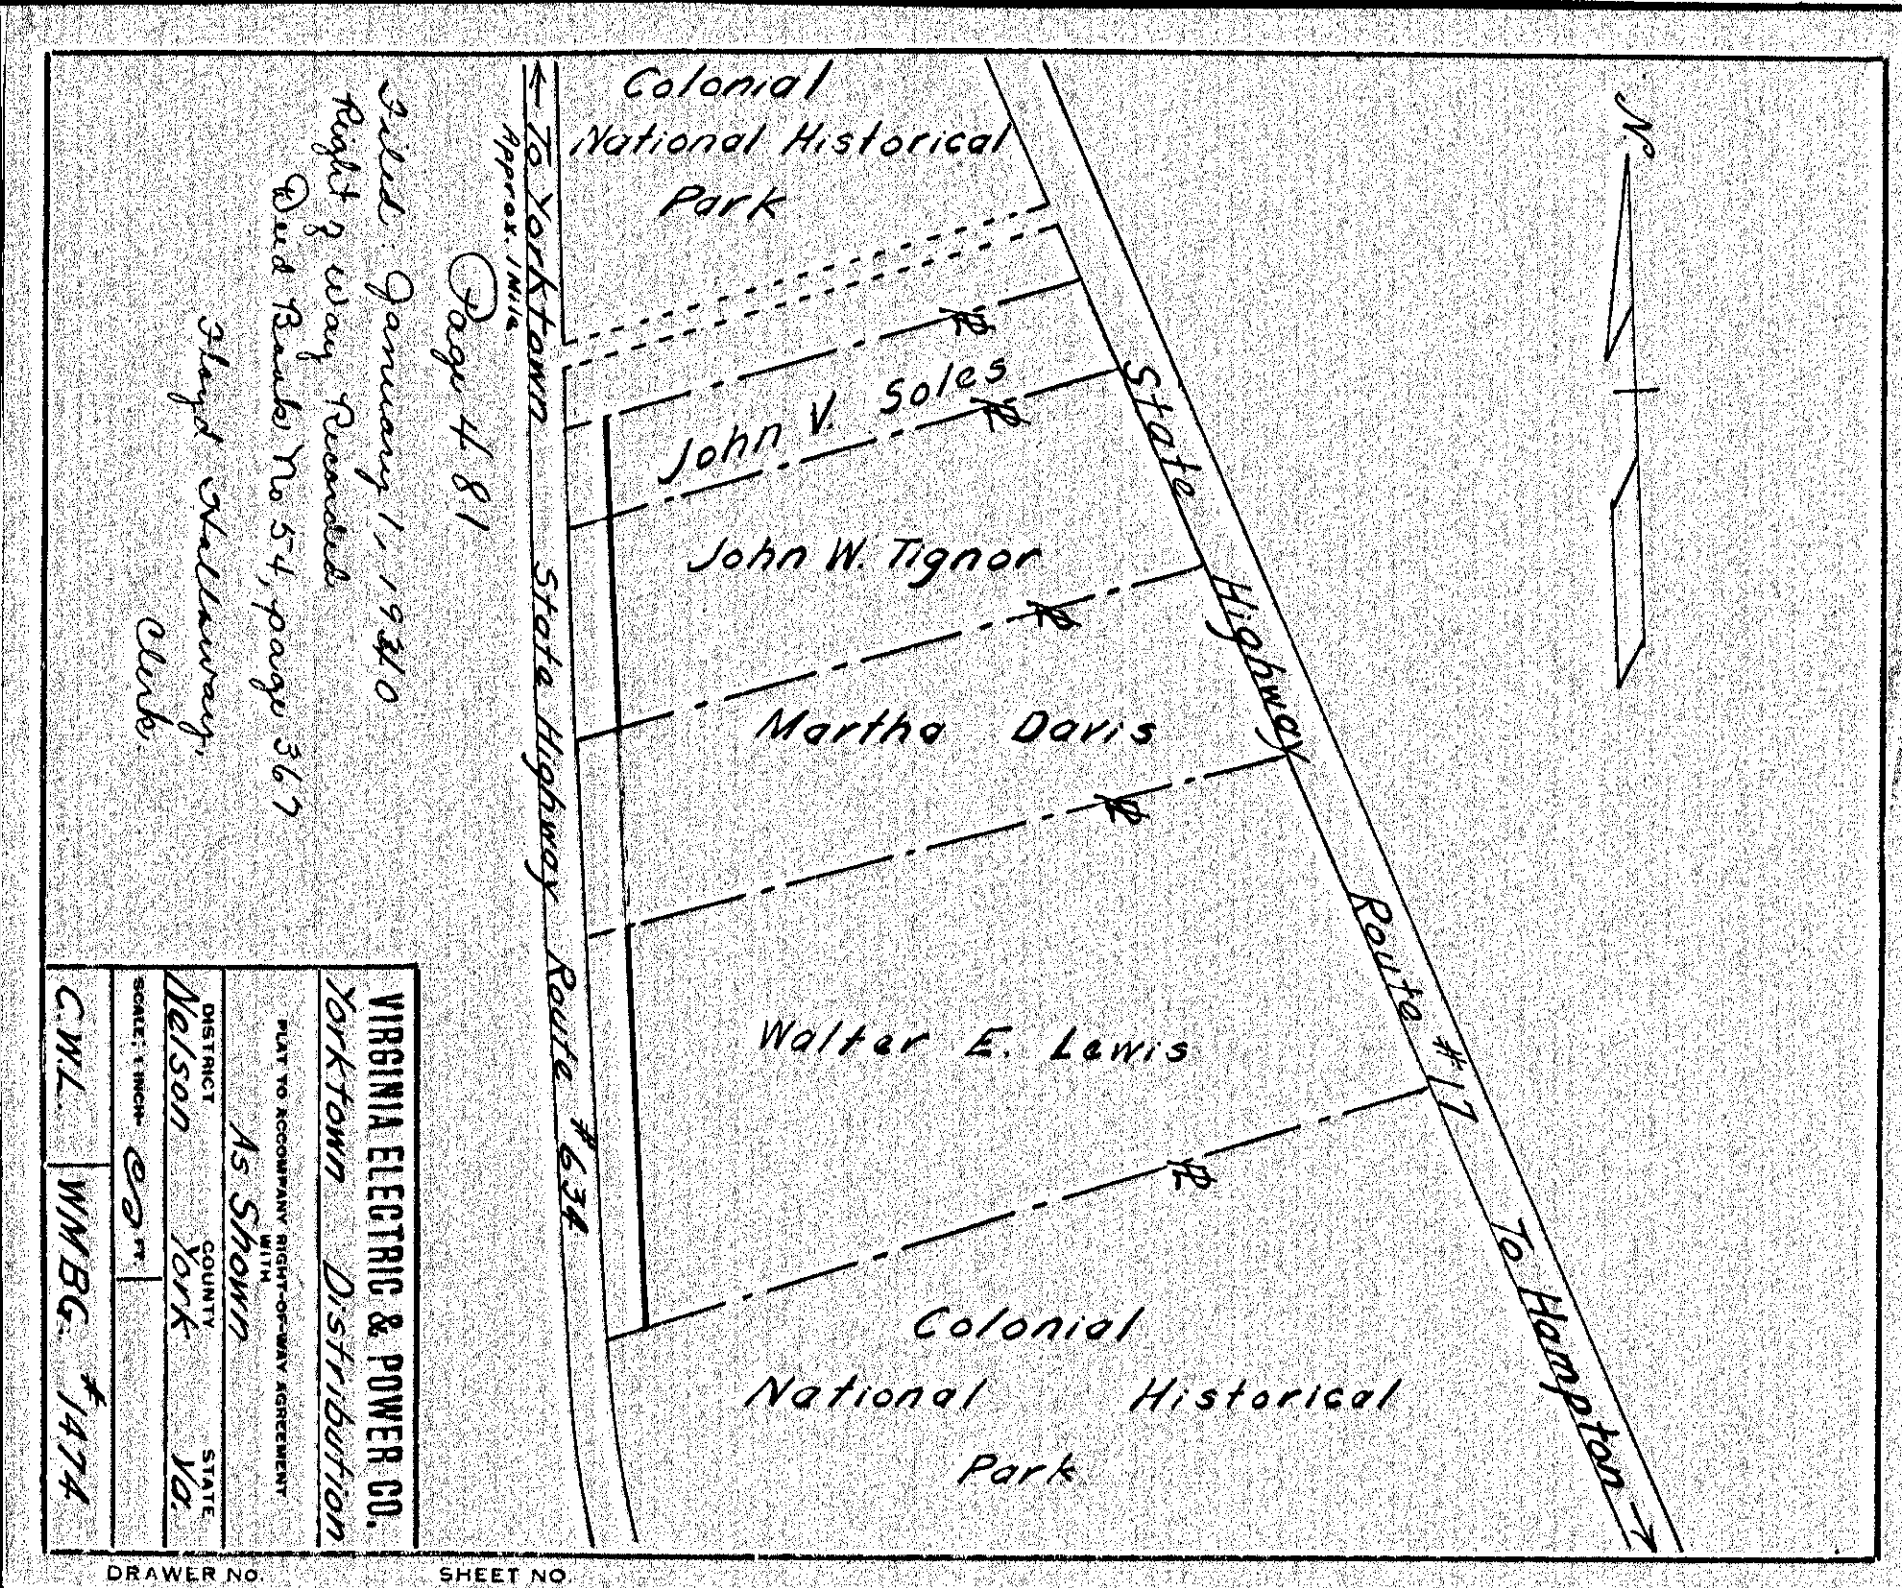 Colonial
National Historical
Park
N
← To Yorktown
Approx. 1 Mile
State Highway Route #634
State Highway Route #17 To Hampton →
John V. Soles
John W. Tignor
Martha Davis
Walter E. Lewis
Colonial
National Historical
Park
Page 481
Filed: January 1, 1940
Right of way Recorded
Deed Book No 54, page 367
Floyd Holloway,
Clerk.
VIRGINIA ELECTRIC & POWER CO.
Yorktown Distribution
PLAT TO ACCOMPANY RIGHT-OF-WAY AGREEMENT
WITH
As Shown
DISTRICT COUNTY STATE
Nelson York Va.
SCALE, 1 INCH= FT.
C.W.L. WMBG. #1474
DRAWER NO. SHEET NO.